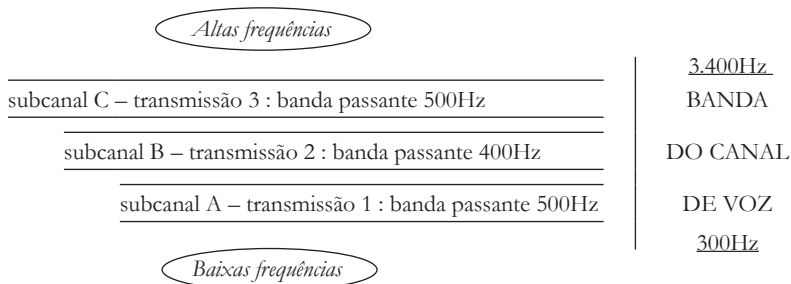 Altas frequências
3.400Hz
subcanal C – transmissão 3 : banda passante 500Hz BANDA
subcanal B – transmissão 2 : banda passante 400Hz DO CANAL
subcanal A – transmissão 1 : banda passante 500Hz DE VOZ
300Hz
Baixas frequências